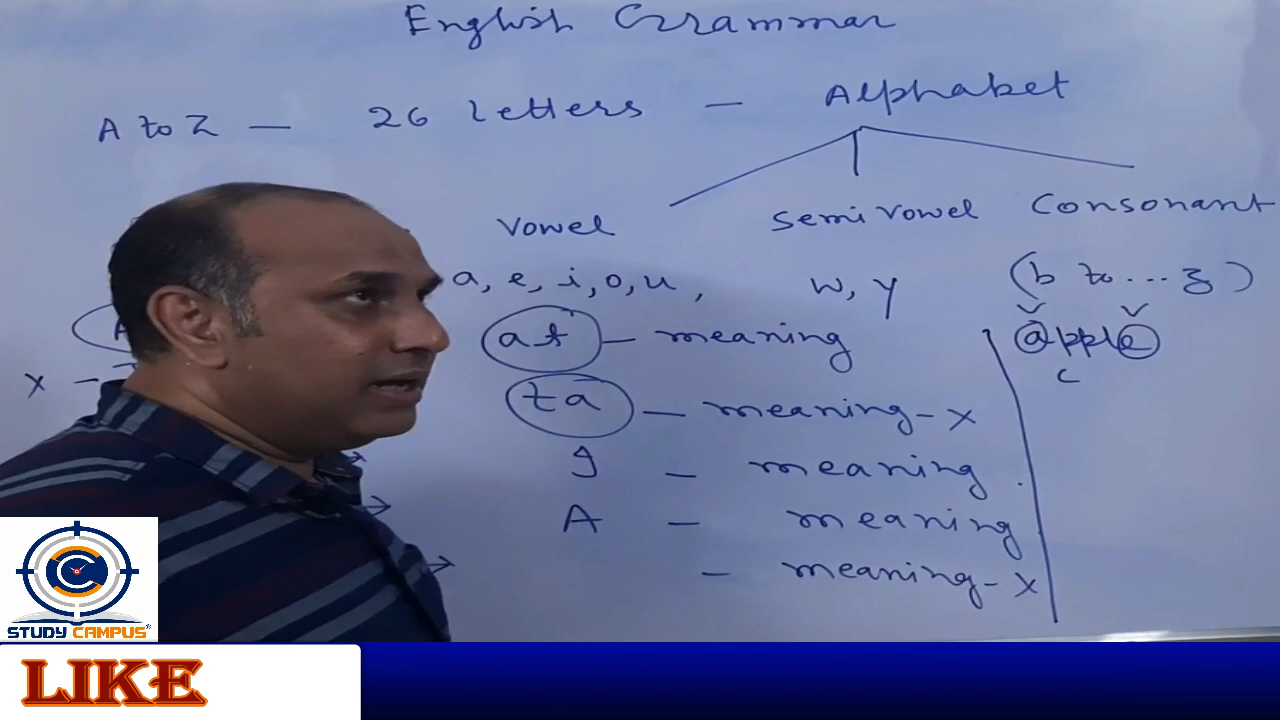 English Grammar
A to Z - 26 Letters - Alphabet
Vowel Semi Vowel Consonant
a, e, i, o, u, w, y (b to ... z)
at - meaning apple
x - c
ta - meaning - x
I - meaning
A - meaning
- meaning - x
STUDY CAMPUS
LIKE